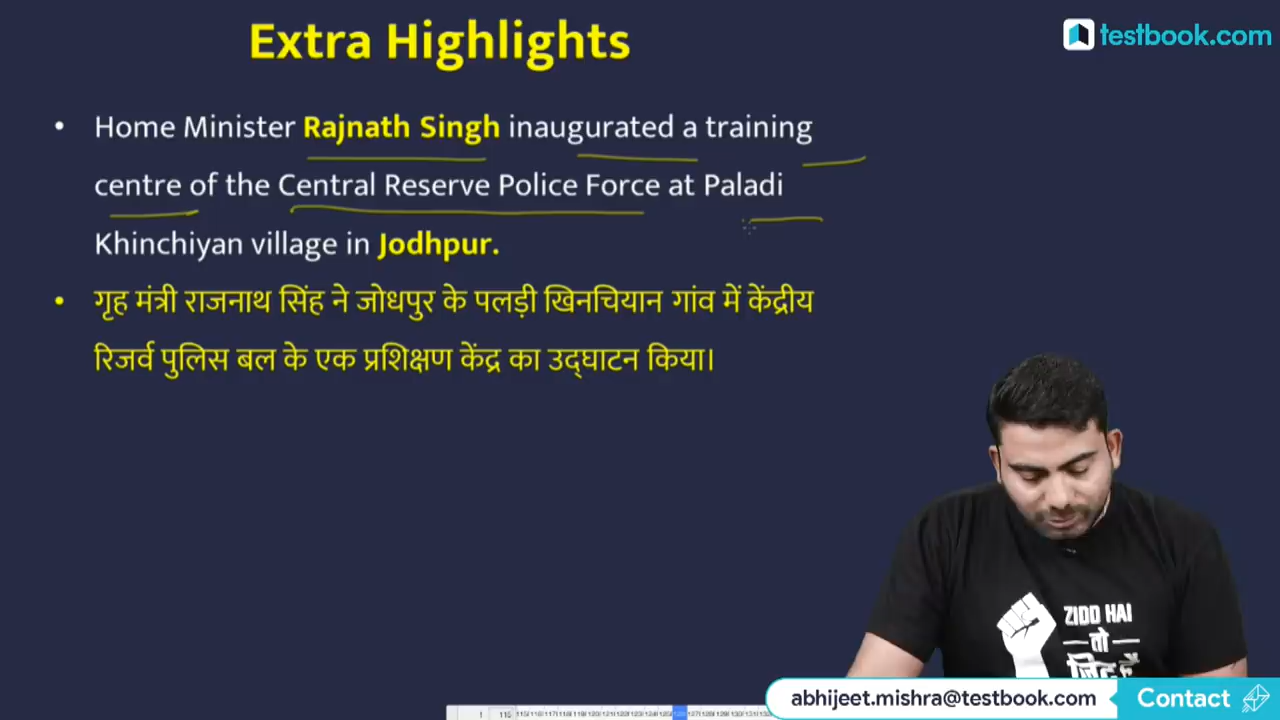 Extra Highlights
testbook.com
• Home Minister Rajnath Singh inaugurated a training
centre of the Central Reserve Police Force at Paladi
Khinchiyan village in Jodhpur.
• गृह मंत्री राजनाथ सिंह ने जोधपुर के पलड़ी खिनचियान गांव में केंद्रीय
रिजर्व पुलिस बल के एक प्रशिक्षण केंद्र का उद्घाटन किया।
ZIDD HAI
तो
abhijeet.mishra@testbook.com
Contact